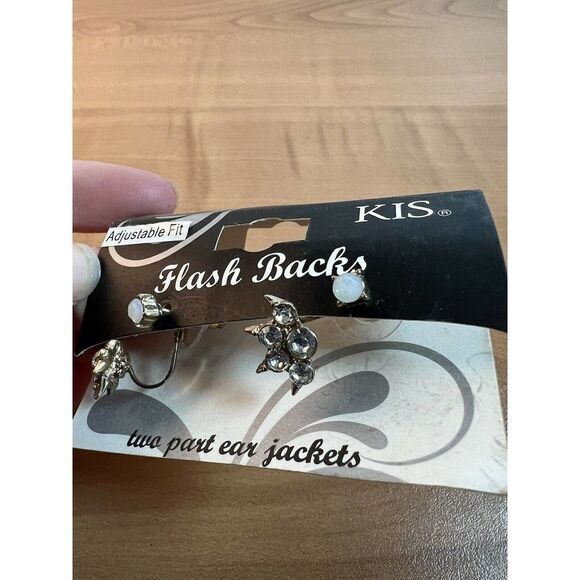 KIS®
Adjustable Fit
Flash Backs
two part ear jackets